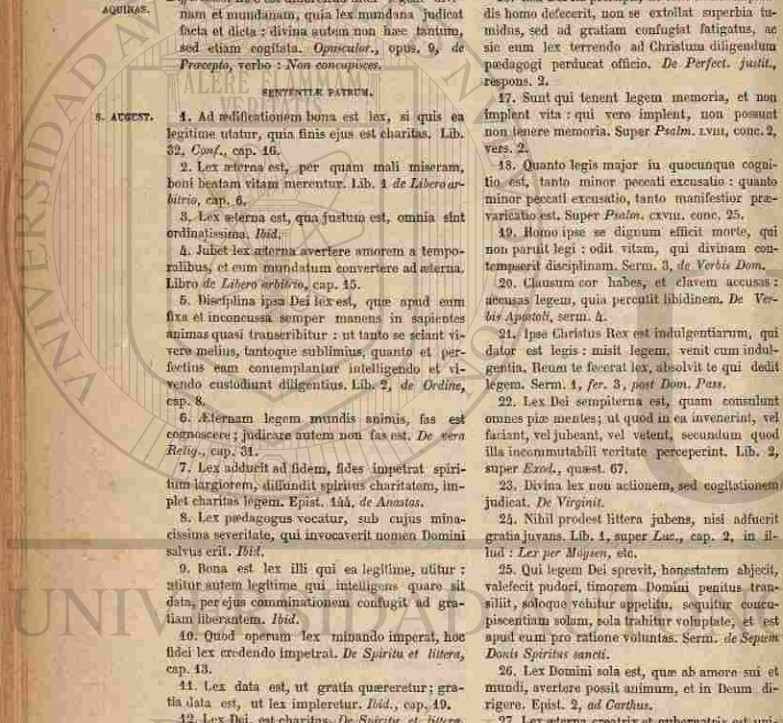 AQUINAS.
nam et mundanam, quia lex mundana judicat
facta et dicta : divina autem non hæc tantum,
sed etiam cogitata. Opuscular., opus. 9, de
Præcepto, verbo : Non concupisces.
SENTENTIÆ PATRUM.
S. AUGUST.
1. Ad ædificationem bona est lex, si quis ea
legitime utatur, quia finis ejus est charitas. Lib.
32, Conf., cap. 16.
2. Lex æterna est, per quam mali miseram,
boni beatam vitam merentur. Lib. 1 de Libero ar-
bitrio, cap. 6.
3. Lex æterna est, qua justum est, omnia sint
ordinatissima. Ibid.
4. Jubet lex æterna avertere amorem a tempo-
ralibus, et eum mundatum convertere ad æterna.
Libro de Libero arbitrio, cap. 15.
5. Disciplina ipsa Dei lex est, quæ apud eum
fixa et inconcussa semper manens in sapientes
animas quasi transcribitur : ut tanto se sciant vi-
vere melius, tantoque sublimius, quanto et per-
fectius eam contemplantur intelligendo et vi-
vendo custodiunt diligentius. Lib. 2, de Ordine,
cap. 8.
6. Æternam legem mundis animis, fas est
cognoscere ; judicare autem non fas est. De vera
Relig., cap. 31.
7. Lex adducit ad fidem, fides impetrat spiri-
tum largiorem, diffundit spiritus charitatem, im-
plet charitas legem. Epist. 144, de Anastas.
8. Lex pædagogus vocatur, sub cujus mina-
cissima severitate, qui invocaverit nomen Domini
salvus erit. Ibid.
9. Bona est lex illi qui ea legitime, utitur :
utitur autem legitime qui intelligens quare sit
data, per ejus comminationem confugit ad gra-
tiam liberantem. Ibid.
10. Quod operum lex minando imperat, hoc
fidei lex credendo impetrat. De Spiritu et littera,
cap. 13.
11. Lex data est, ut gratia quæreretur ; gra-
tia data est, ut lex impleretur. Ibid., cap. 19.
12. Lex Dei, est charitas. De Spiritu et littera,
dis homo defecerit, non se extollat superbia tu-
midus, sed ad gratiam confugiat fatigatus, ac
sic eum lex terrendo ad Christum diligendum
pædagogi perducat officio. De Perfect. justit.,
respons. 2.
17. Sunt qui tenent legem memoria, et non
implent vita : qui vero implent, non possunt
non tenere memoria. Super Psalm. LVIII, conc. 2,
vers. 2.
18. Quanto legis major in quocunque cogni-
tio est, tanto minor peccati excusatio : quanto
minor peccati excusatio, tanto manifestior præ-
varicatio est. Super Psalm. CXVIII. conc. 25.
19. Homo ipse se dignum efficit morte, qui
non paruit legi : odit vitam, qui divinam con-
tempserit disciplinam. Serm. 3, de Verbis Dom.
20. Clausum cor habes, et clavem accusas :
accusas legem, quia percutit libidinem. De Ver-
bis Apostoli, serm. 4.
21. Ipse Christus Rex est indulgentiarum, qui
dator est legis : misit legem, venit cum indul-
gentia. Reum te fecerat lex, absolvit te qui dedit
legem. Serm. 1, fer. 3, post Dom. Pass.
22. Lex Dei sempiterna est, quam consulunt
omnes piæ mentes ; ut quod in ea invenerint, vel
faciant, vel jubeant, vel vetent, secundum quod
illa incommutabili veritate perceperint. Lib. 2,
super Exod., quæst. 67.
23. Divina lex non actionem, sed cogitationem
judicat. De Virginit.
24. Nihil prodest littera jubens, nisi adfuerit
gratia juvans. Lib. 1, super Luc., cap. 2, in il-
lud : Lex per Moysen, etc.
25. Qui legem Dei sprevit, honestatem abjecit,
valefecit pudori, timorem Domini penitus tran-
siliit, soloque vehitur appetitu, sequitur concu-
piscentiam solam, sola trahitur voluptate, et est
apud eum pro ratione voluntas. Serm. de Septem
Donis Spiritus sancti.
26. Lex Domini sola est, quæ ab amore sui et
mundi, avertere possit animum, et in Deum di-
rigere. Epist. 2, ad Carthus.
27. Lex æterna creatrix et gubernatrix est
ALERE FLAMMAM
VERITATIS
UNIVERSIDAD